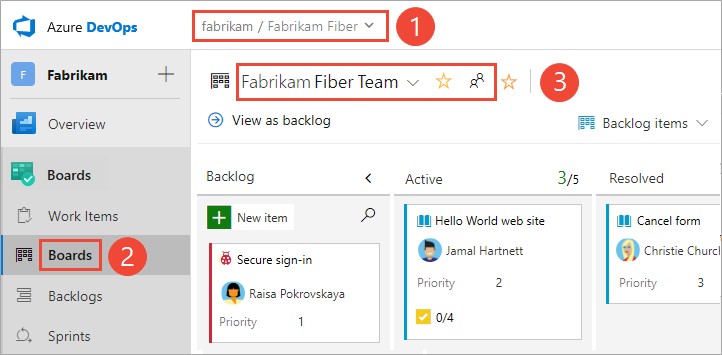 Azure DevOps
fabrikam / Fabrikam Fiber
1
F
Fabrikam
Overview
Boards
Work Items
Boards
2
Backlogs
Sprints
Fabrikam Fiber Team
3
View as backlog
Backlog items
Backlog
Active
3/5
Resolved
New item
Secure sign-in
Raisa Pokrovskaya
Priority 1
Hello World web site
Jamal Hartnett
Priority 2
0/4
Cancel form
Christie Church
Priority 3